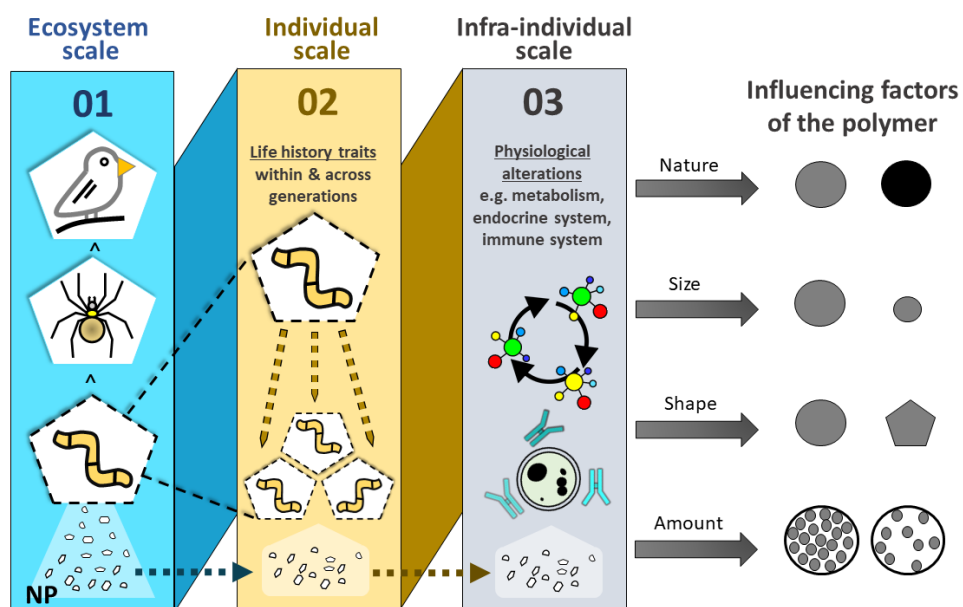 Ecosystem
scale
01
^
^
NP
Individual
scale
02
Life history traits
within & across
generations
Infra-individual
scale
03
Physiological
alterations
e.g. metabolism,
endocrine system,
immune system
Influencing factors
of the polymer
Nature
Size
Shape
Amount